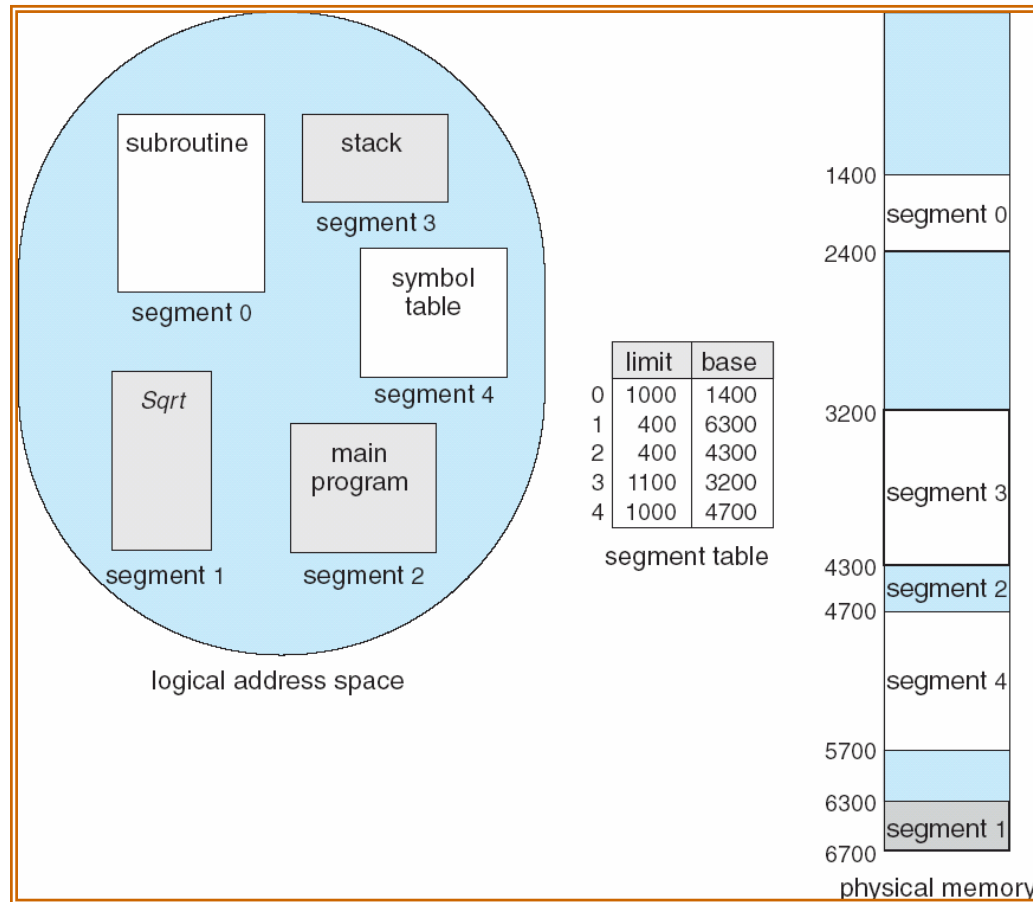 subroutine
segment 0
stack
segment 3
symbol
table
segment 4
Sqrt
segment 1
main
program
segment 2
logical address space
limit base
0 1000 1400
1 400 6300
2 400 4300
3 1100 3200
4 1000 4700
segment table
1400
segment 0
2400
3200
segment 3
4300
segment 2
4700
segment 4
5700
6300
segment 1
6700
physical memory